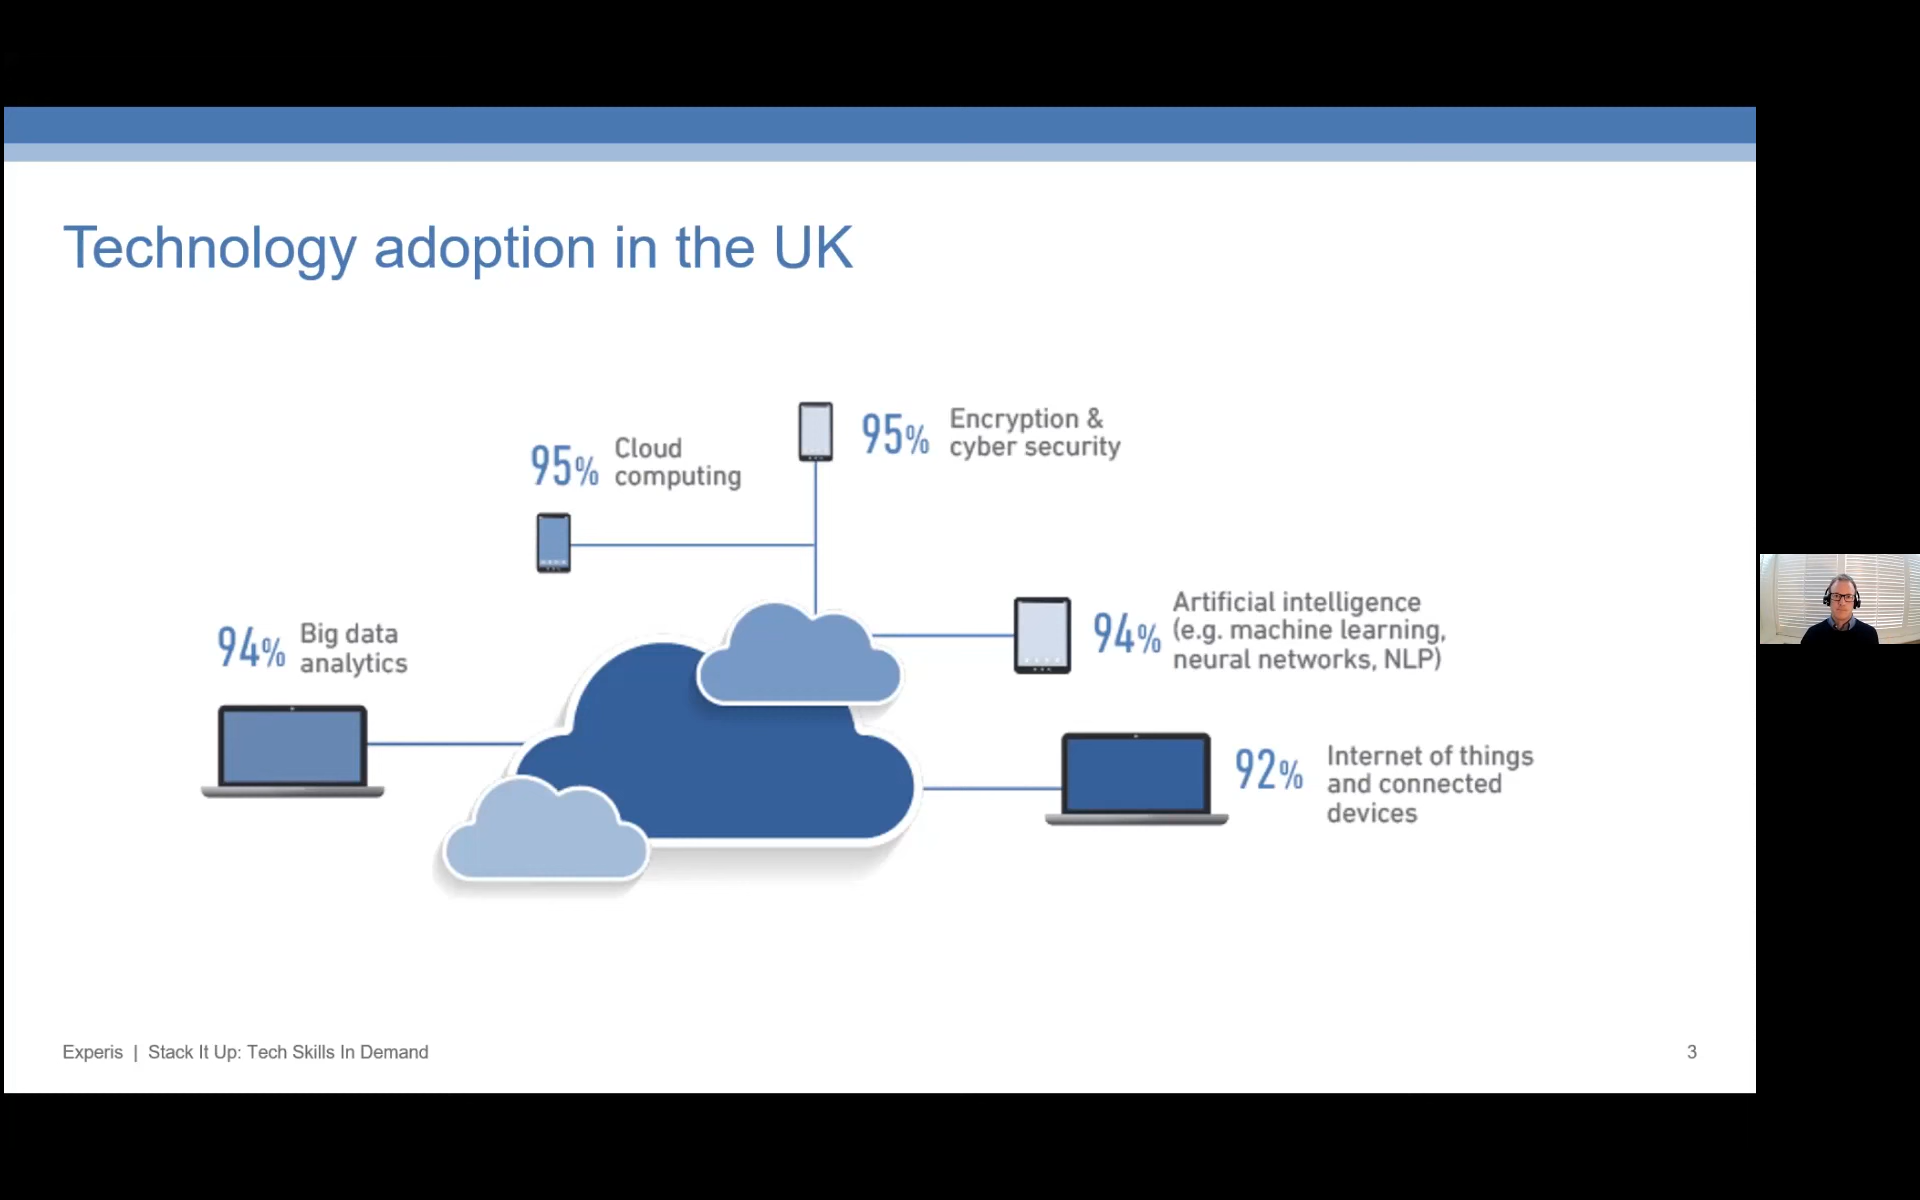 Technology adoption in the UK
95%
Cloud
computing
95%
Encryption &
cyber security
94%
Big data
analytics
94%
Artificial intelligence
(e.g. machine learning,
neural networks, NLP)
92%
Internet of things
and connected
devices
Experis | Stack It Up: Tech Skills In Demand
3